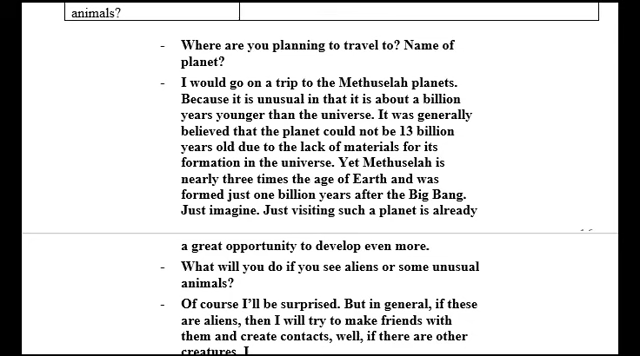 animals?
- Where are you planning to travel to? Name of
planet?
- I would go on a trip to the Methuselah planets.
Because it is unusual in that it is about a billion
years younger than the universe. It was generally
believed that the planet could not be 13 billion
years old due to the lack of materials for its
formation in the universe. Yet Methuselah is
nearly three times the age of Earth and was
formed just one billion years after the Big Bang.
Just imagine. Just visiting such a planet is already
a great opportunity to develop even more.
- What will you do if you see aliens or some unusual
animals?
- Of course I’ll be surprised. But in general, if these
are aliens, then I will try to make friends with
them and create contacts, well, if there are other
creatures, I